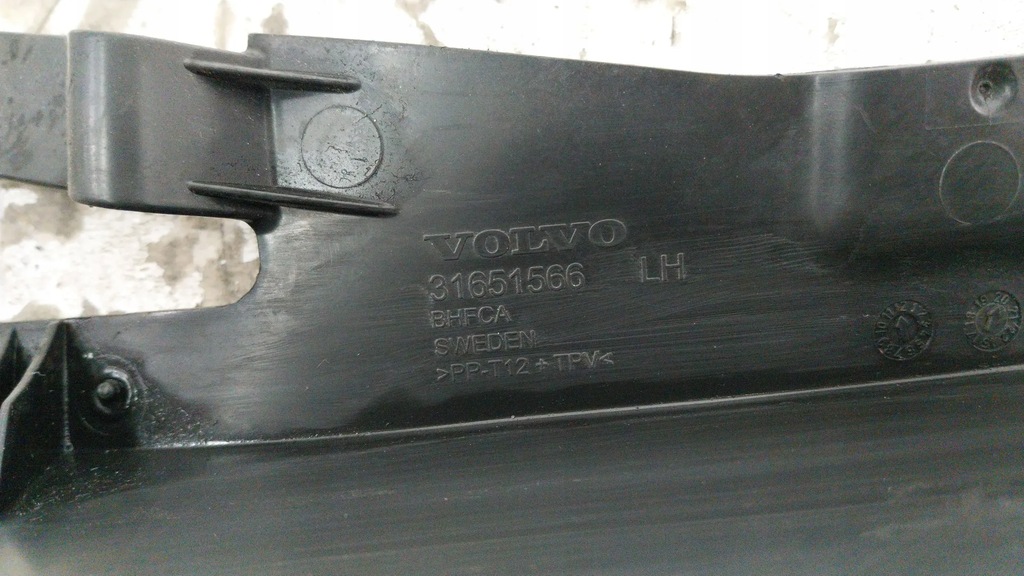 VOLVO
31651566 LH
BHFCA
SWEDEN
>PP-T12+TPV<